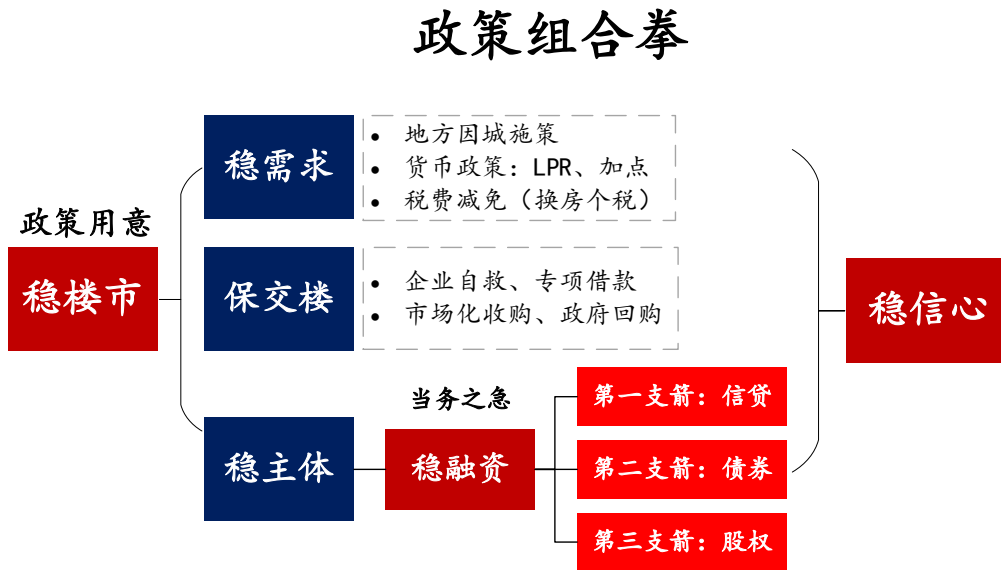 政策组合拳
政策用意
稳楼市
稳需求
• 地方因城施策
• 货币政策：LPR、加点
• 税费减免（换房个税）
保交楼
• 企业自救、专项借款
• 市场化收购、政府回购
稳主体
当务之急
稳融资
第一支箭：信贷
第二支箭：债券
第三支箭：股权
稳信心